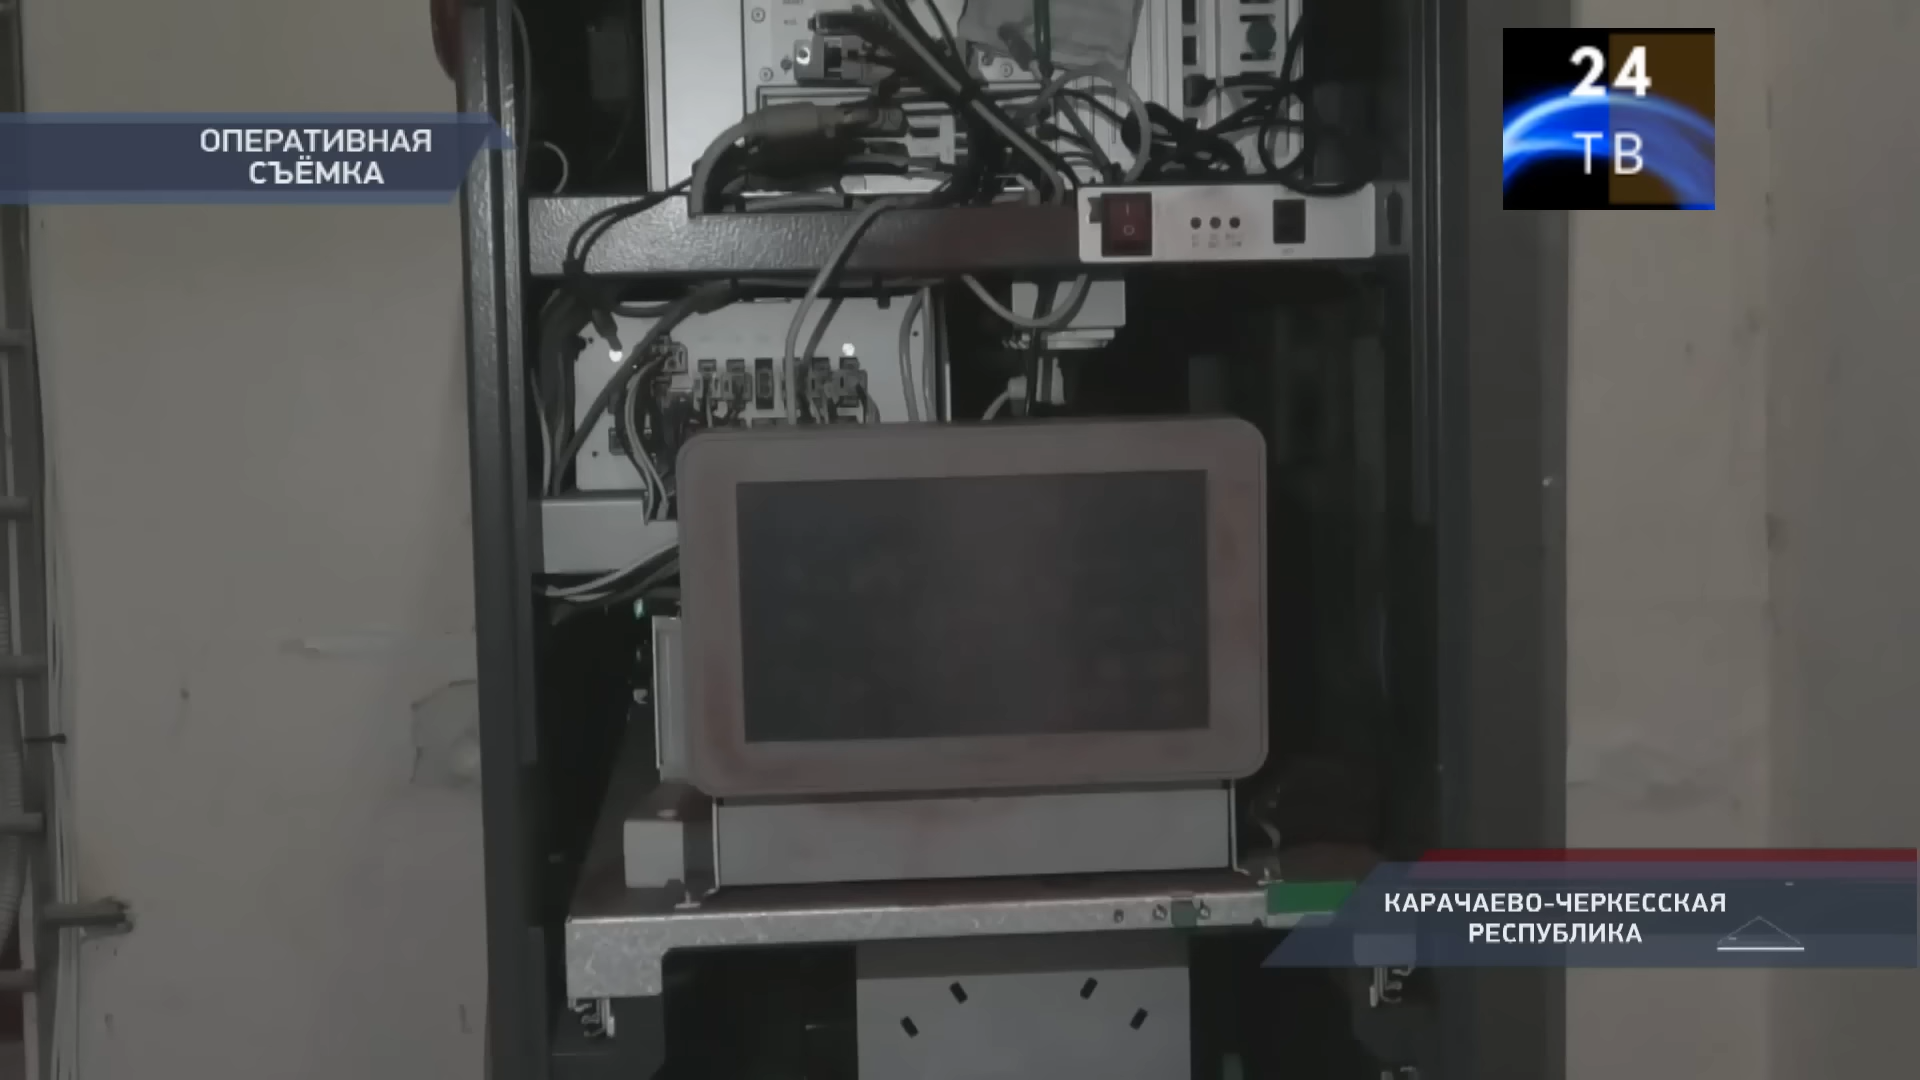 ОПЕРАТИВНАЯ
СЪЁМКА
24
ТВ
КАРАЧАЕВО-ЧЕРКЕССКАЯ
РЕСПУБЛИКА